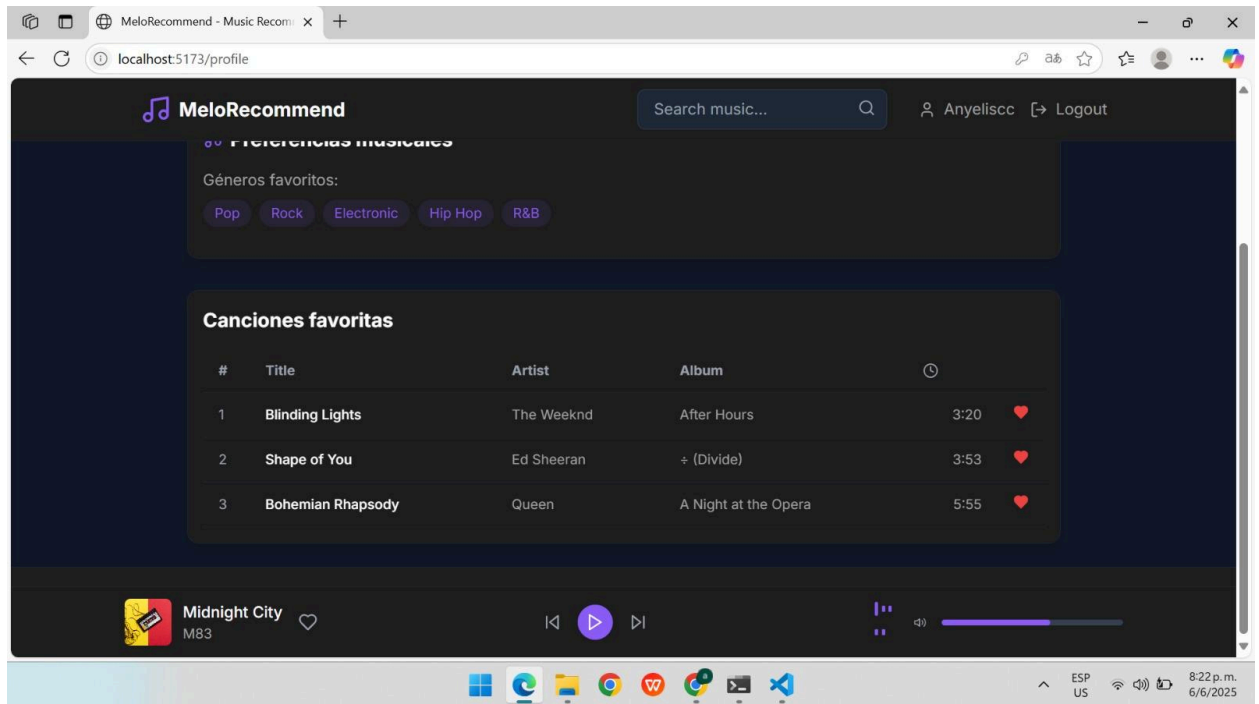 MeloRecommend - Music Recom
localhost:5173/profile
MeloRecommend
Search music...
Anyeliscc
Logout
Preferencias musicales
Géneros favoritos:
Pop Rock Electronic Hip Hop R&B
Canciones favoritas
# Title Artist Album
1 Blinding Lights The Weeknd After Hours 3:20
2 Shape of You Ed Sheeran ÷ (Divide) 3:53
3 Bohemian Rhapsody Queen A Night at the Opera 5:55
Midnight City
M83
ESP
US
8:22 p. m.
6/6/2025